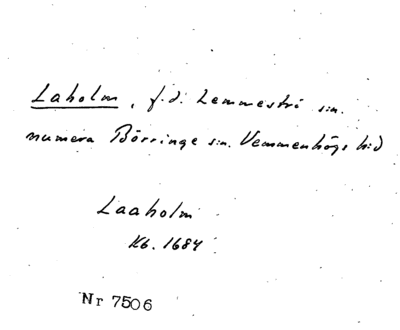 Laholm, f.d. Lemmeströ sn.
numera Börringe sn. Vemmenhögs hd
Laaholm
Kb. 1684
Nr 7506